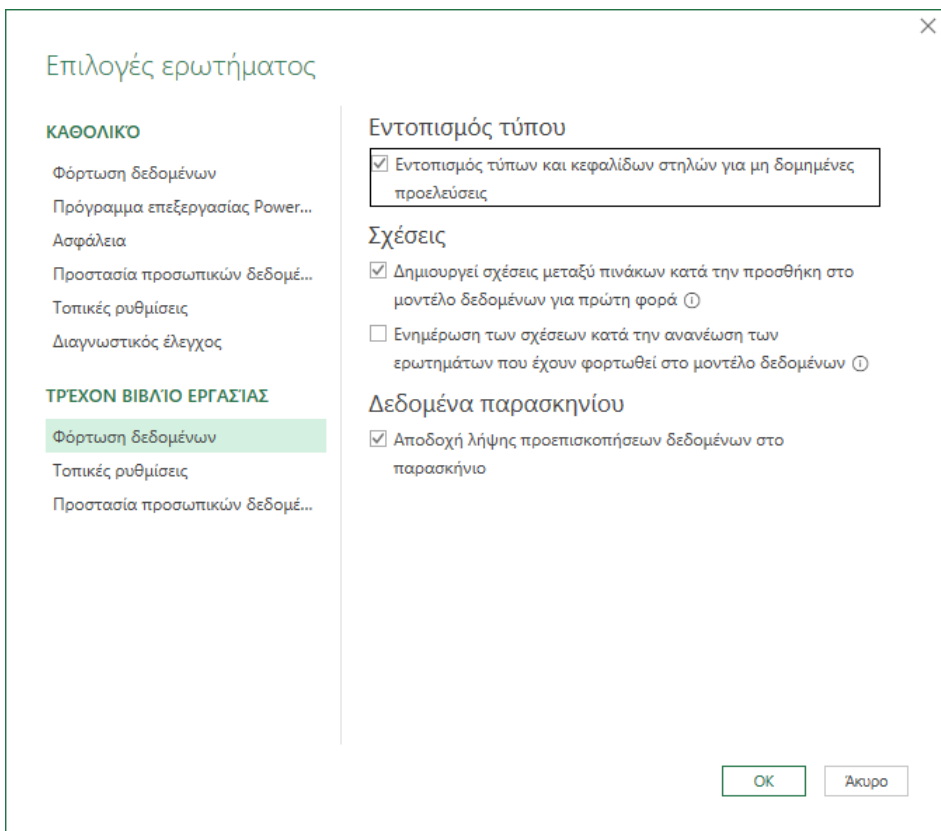 Επιλογές ερωτήματος
ΚΑΘΟΛΙΚΌ
Φόρτωση δεδομένων
Πρόγραμμα επεξεργασίας Power...
Ασφάλεια
Προστασία προσωπικών δεδομέ...
Τοπικές ρυθμίσεις
Διαγνωστικός έλεγχος
ΤΡΈΧΟΝ ΒΙΒΛΊΟ ΕΡΓΑΣΊΑΣ
Φόρτωση δεδομένων
Τοπικές ρυθμίσεις
Προστασία προσωπικών δεδομέ...
Εντοπισμός τύπου
Εντοπισμός τύπων και κεφαλίδων στηλών για μη δομημένες
προελεύσεις
Σχέσεις
Δημιουργεί σχέσεις μεταξύ πινάκων κατά την προσθήκη στο
μοντέλο δεδομένων για πρώτη φορά
Ενημέρωση των σχέσεων κατά την ανανέωση των
ερωτημάτων που έχουν φορτωθεί στο μοντέλο δεδομένων
Δεδομένα παρασκηνίου
Αποδοχή λήψης προεπισκοπήσεων δεδομένων στο
παρασκήνιο
OK
Άκυρο